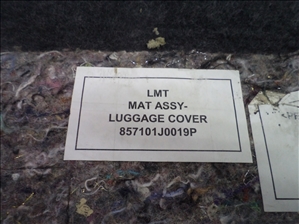 LMT
MAT ASSY-
LUGGAGE COVER
857101J0019P